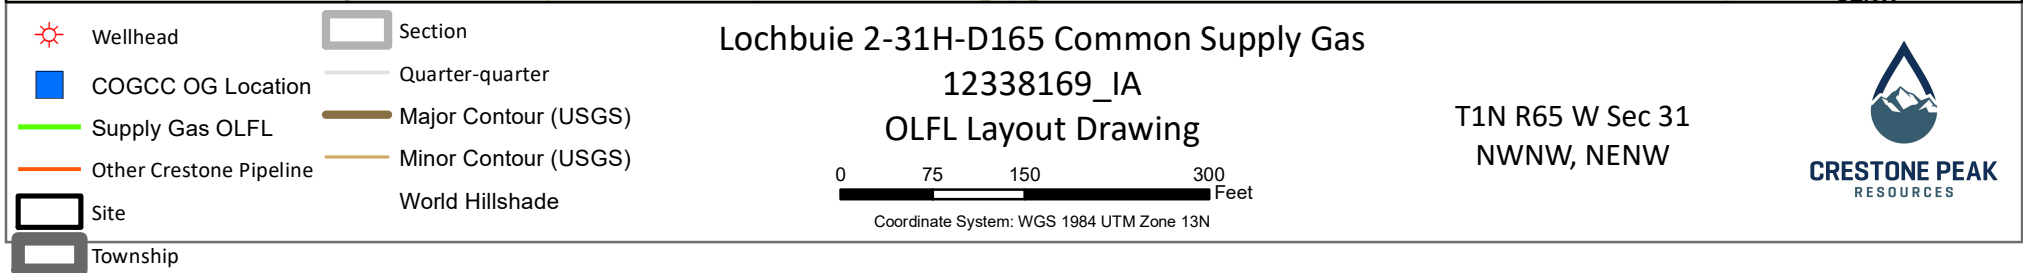 Wellhead
COGCC OG Location
Supply Gas OLFL
Other Crestone Pipeline
Site
Township
Section
Quarter-quarter
Major Contour (USGS)
Minor Contour (USGS)
World Hillshade
Lochbuie 2-31H-D165 Common Supply Gas
12338169_IA
OLFL Layout Drawing
0 75 150 300
Feet
Coordinate System: WGS 1984 UTM Zone 13N
T1N R65 W Sec 31
NWNW, NENW
CRESTONE PEAK
RESOURCES